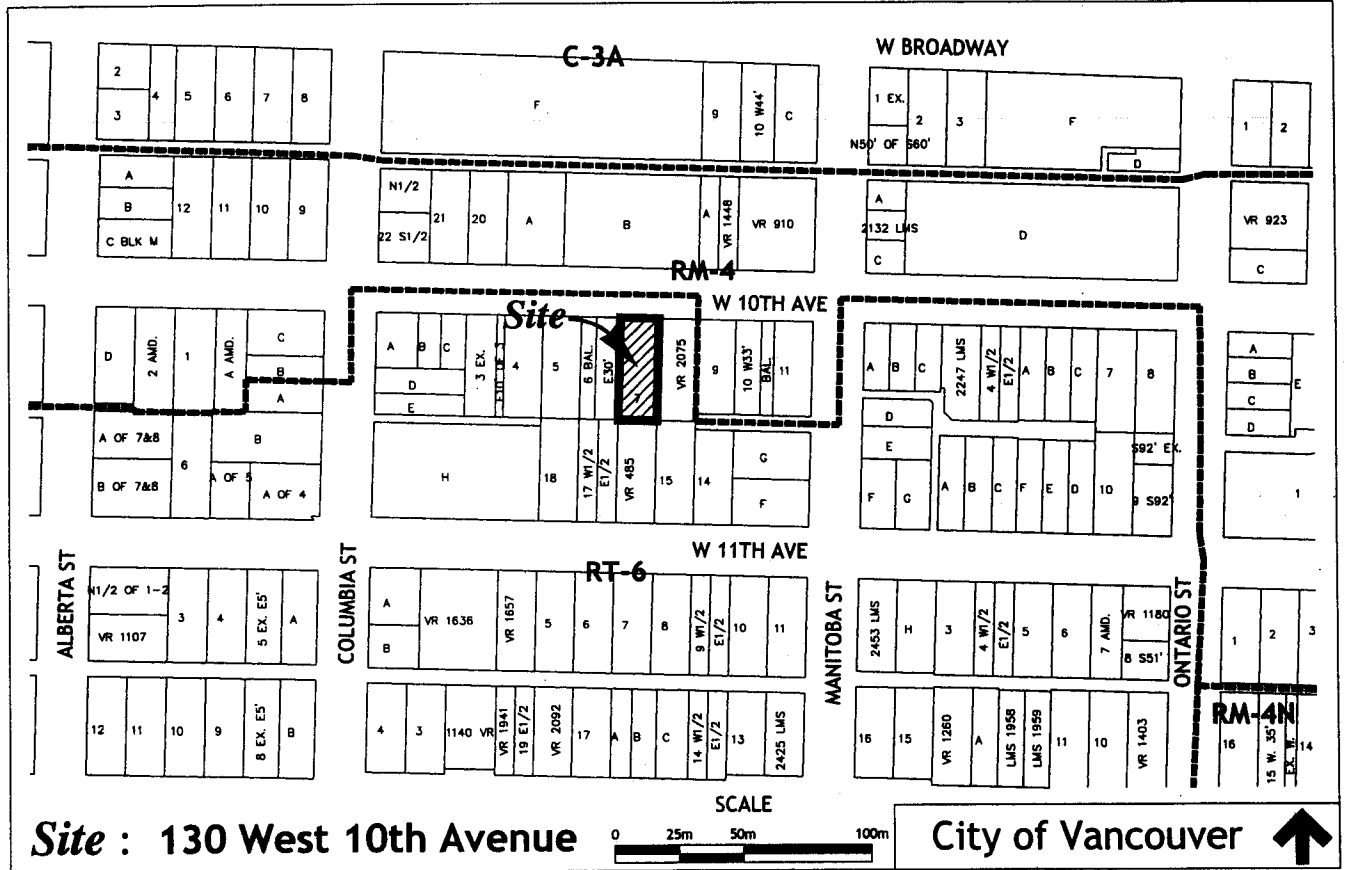 W BROADWAY
C-3A
2
3
4
5
6
7
8
F
9
10 W44'
C
1 EX.
N50' OF S60'
2
3
F
D
1
2
A
B
C BLK M
12
11
10
9
N1/2
22 S1/2
21
20
A
B
A
VR 1448
VR 910
A
2132 LMS
C
D
VR 923
C
RM-4
W 10TH AVE
Site
D
2 AMD.
1
A AMD.
C
B
A
A
B
C
D
E
3 EX.
E10' OF 3
4
5
6 BAL.
E30'
7
VR 2075
9
10 W33'
BAL.
11
A
B
C
2247 LMS
4 W1/2
E1/2
A
B
C
7
8
A
B
C
D
E
A OF 7&8
B OF 7&8
6
B
A OF 5
A OF 4
H
18
17 W1/2
E1/2
VR 485
15
14
G
F
D
E
F
G
A
B
C
F
E
D
10
S92' EX.
9 S92'
1
W 11TH AVE
RT-6
ALBERTA ST
COLUMBIA ST
MANITOBA ST
ONTARIO ST
N1/2 OF 1-2
VR 1107
3
4
5 EX. E5'
A
A
B
VR 1636
VR 1657
5
6
7
8
9 W1/2
E1/2
10
11
2453 LMS
H
3
4 W1/2
E1/2
5
6
7 AMD.
VR 1180
8 S51'
1
2
3
RM-4N
12
11
10
9
8 EX. E5'
B
4
3
1140 VR
VR 1941
19 E1/2
VR 2092
17
A
B
C
14 W1/2
E1/2
13
2425 LMS
16
15
VR 1260
A
LMS 1958
LMS 1959
11
10
VR 1403
16
15 W. 35'
EX. W.
14
SCALE
0 25m 50m 100m
Site : 130 West 10th Avenue
City of Vancouver